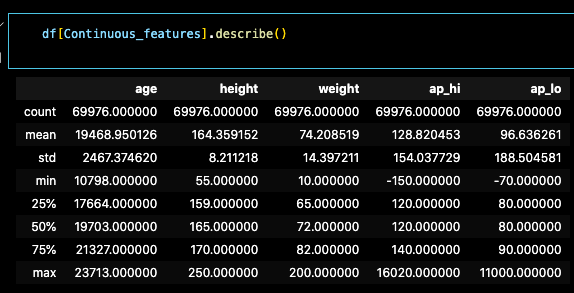 df[Continuous_features].describe()
age height weight ap_hi ap_lo
count 69976.000000 69976.000000 69976.000000 69976.000000 69976.000000
mean 19468.950126 164.359152 74.208519 128.820453 96.636261
std 2467.374620 8.211218 14.397211 154.037729 188.504581
min 10798.000000 55.000000 10.000000 -150.000000 -70.000000
25% 17664.000000 159.000000 65.000000 120.000000 80.000000
50% 19703.000000 165.000000 72.000000 120.000000 80.000000
75% 21327.000000 170.000000 82.000000 140.000000 90.000000
max 23713.000000 250.000000 200.000000 16020.000000 11000.000000